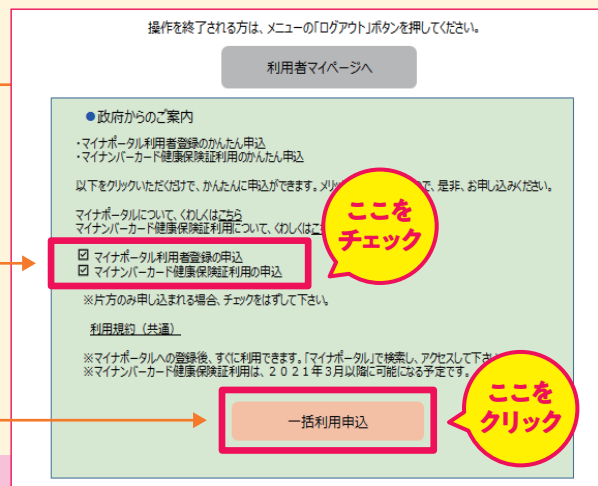 操作を終了される方は、メニューの「ログアウト」ボタンを押してください。
利用者マイページへ
●政府からのご案内
・マイナポータル利用者登録のかんたん申込
・マイナンバーカード健康保険証利用のかんたん申込
以下をクリックいただくだけで、かんたんに申込ができます。メリッ
で、是非、お申し込みください。
マイナポータルについて、くわしくはこちら
マイナンバーカード健康保険証利用について、くわしくはこ
ここを
チェック
☑ マイナポータル利用者登録の申込
☑ マイナンバーカード健康保険証利用の申込
※片方のみ申し込まれる場合、チェックをはずして下さい。
利用規約（共通）
※マイナポータルへの登録後、すぐに利用できます。「マイナポータル」で検索し、アクセスして下さ
※マイナンバーカード健康保険証利用は、２０２１年３月以降に可能になる予定です。
ここを
クリック
一括利用申込